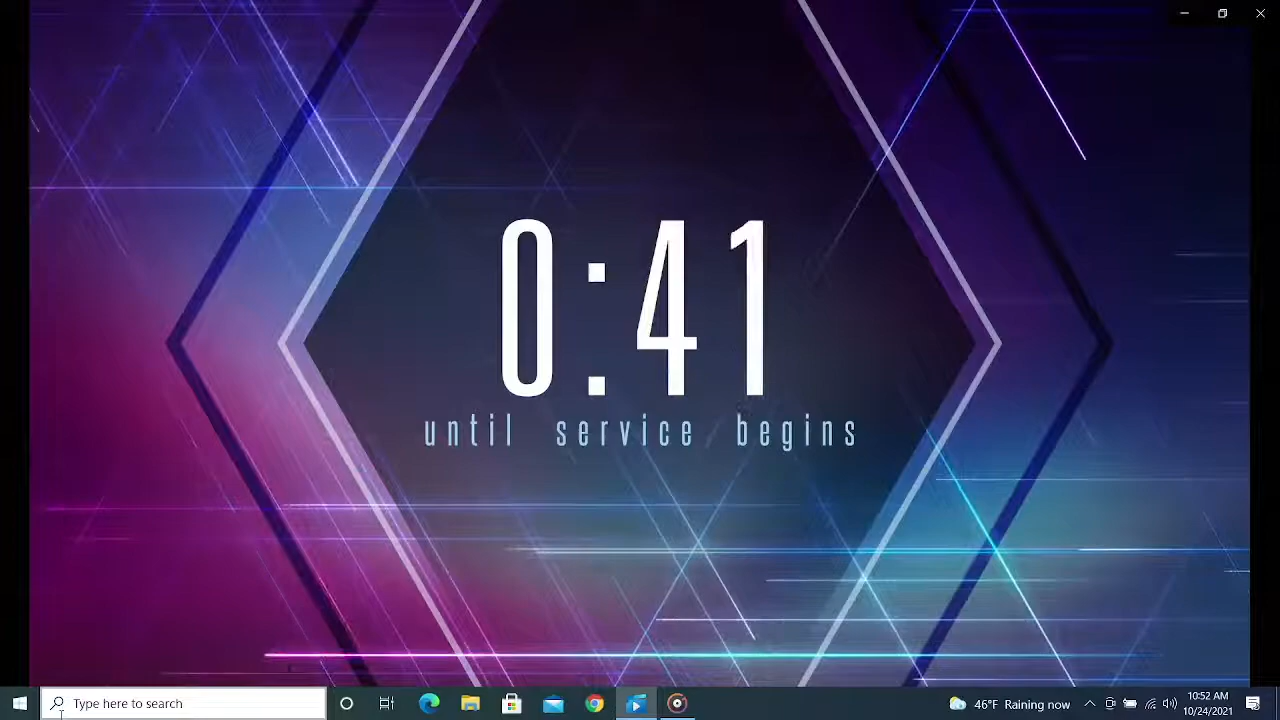 0:41
until service begins
Type here to search
46°F Raining now
10:52 AM
10/24/2021